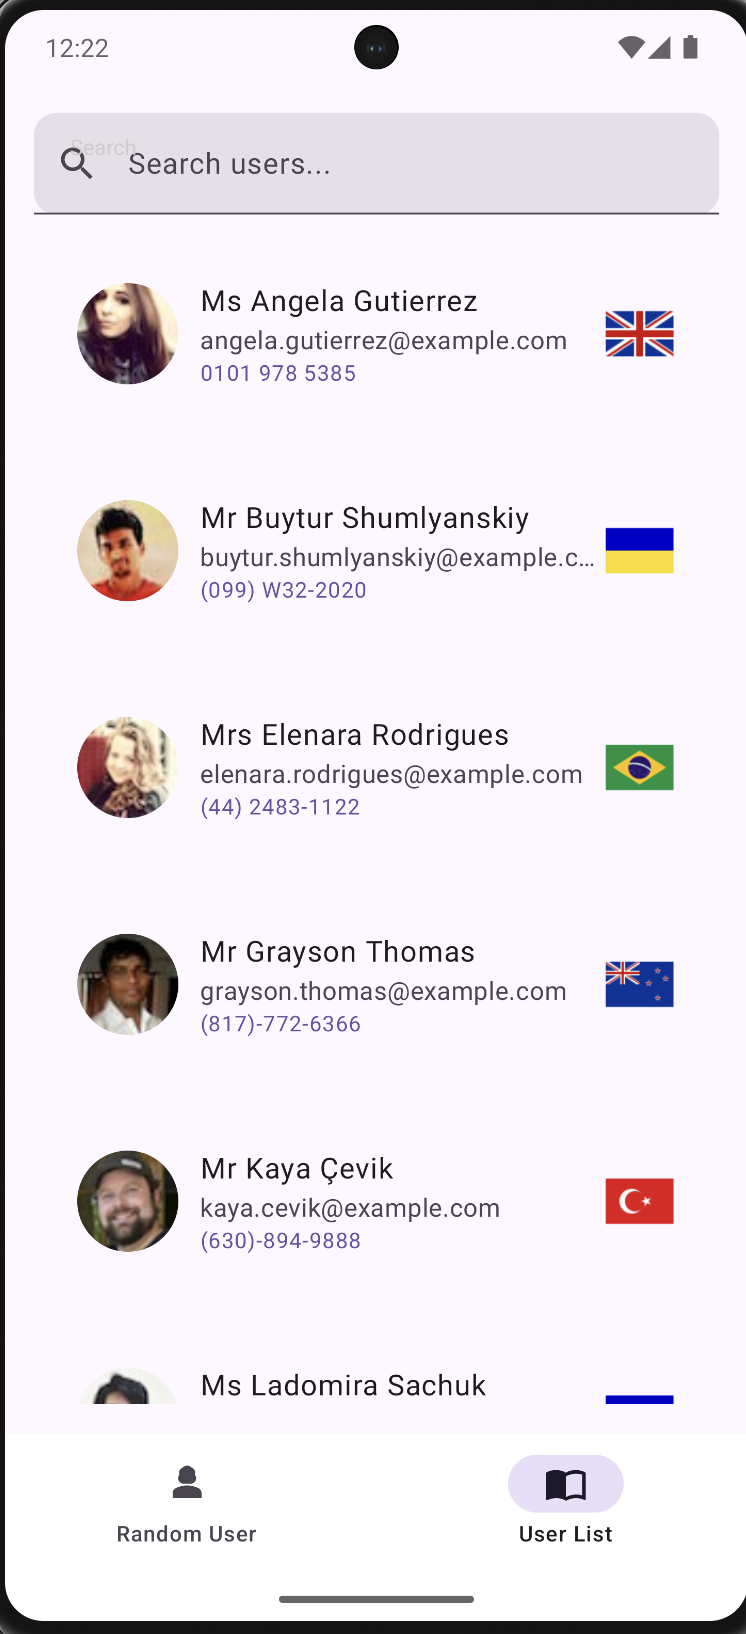 12:22
Search
Search users...
Ms Angela Gutierrez
angela.gutierrez@example.com
0101 978 5385
Mr Buytur Shumlyanskiy
buytur.shumlyanskiy@example.c...
(099) W32-2020
Mrs Elenara Rodrigues
elenara.rodrigues@example.com
(44) 2483-1122
Mr Grayson Thomas
grayson.thomas@example.com
(817)-772-6366
Mr Kaya Çevik
kaya.cevik@example.com
(630)-894-9888
Ms Ladomira Sachuk
Random User
User List